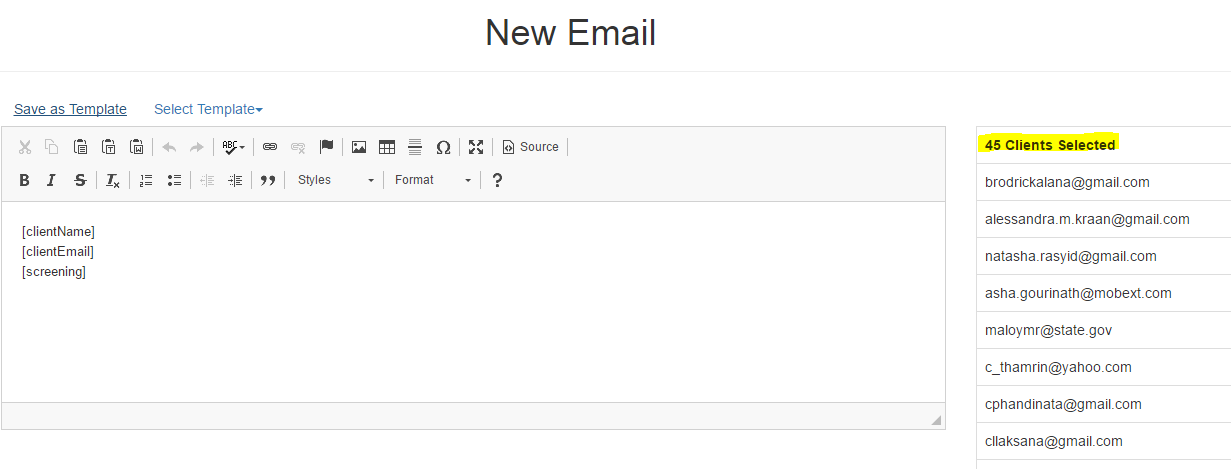 New Email
Save as Template Select Template
ABC Source
B I S Ix Styles Format ?
[clientName]
[clientEmail]
[screening]
45 Clients Selected
brodrickalana@gmail.com
alessandra.m.kraan@gmail.com
natasha.rasyid@gmail.com
asha.gourinath@mobext.com
maloymr@state.gov
c_thamrin@yahoo.com
cphandinata@gmail.com
cllaksana@gmail.com